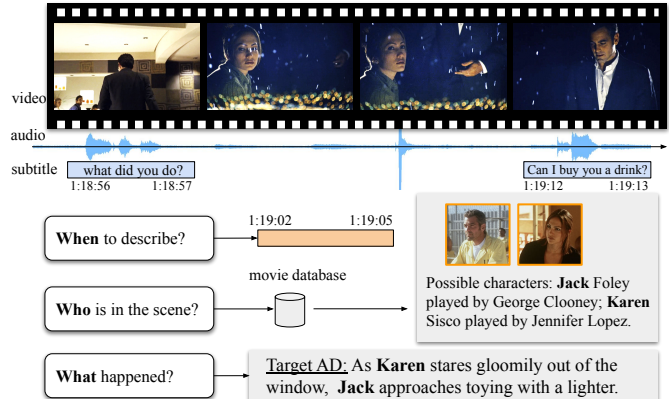 video
audio
subtitle
what did you do?
Can I buy you a drink?
1:18:56
1:18:57
1:19:12
1:19:13
When to describe?
1:19:02
1:19:05
movie database
Who is in the scene?
Possible characters: Jack Foley
played by George Clooney; Karen
Sisco played by Jennifer Lopez.
What happened?
Target AD: As Karen stares gloomily out of the
window, Jack approaches toying with a lighter.